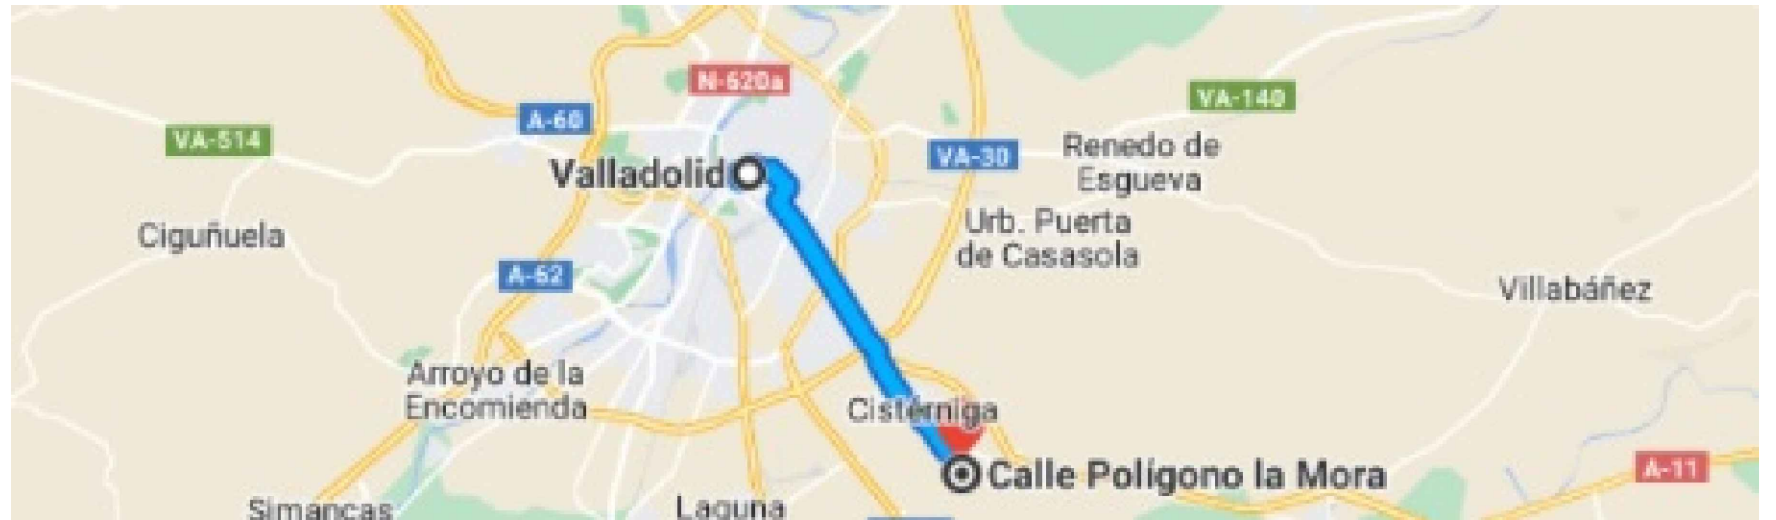 N-620a
VA-140
A-60
VA-514
VA-30
Renedo de
Esgueva
Valladolid
Urb. Puerta
de Casasola
Ciguñuela
A-62
Villabáñez
Arroyo de la
Encomienda
Cistérniga
A-11
Calle Polígono la Mora
Simancas
Laguna